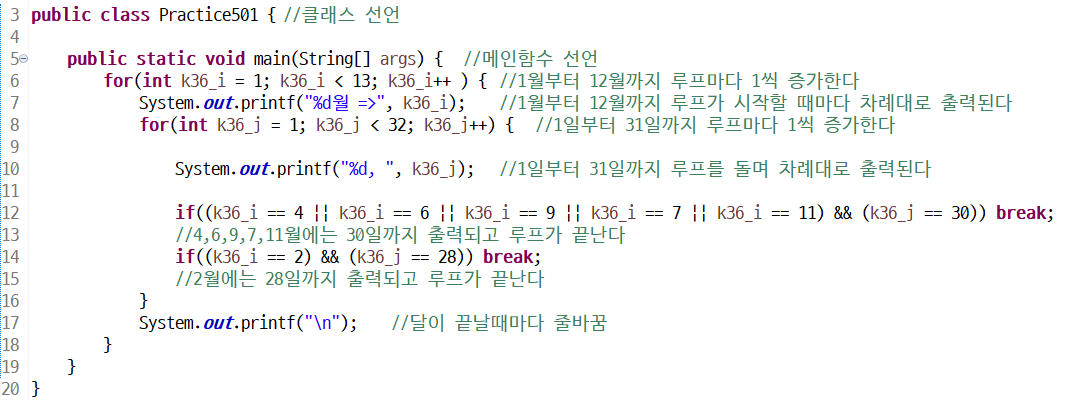 3 public class Practice501 { //클래스 선언
4
5 public static void main(String[] args) { //메인함수 선언
6 for(int k36_i = 1; k36_i < 13; k36_i++ ) { //1월부터 12월까지 루프마다 1씩 증가한다
7 System.out.printf("%d월 =>", k36_i); //1월부터 12월까지 루프가 시작할 때마다 차례대로 출력된다
8 for(int k36_j = 1; k36_j < 32; k36_j++) { //1일부터 31일까지 루프마다 1씩 증가한다
9
10 System.out.printf("%d, ", k36_j); //1일부터 31일까지 루프를 돌며 차례대로 출력된다
11
12 if((k36_i == 4 || k36_i == 6 || k36_i == 9 || k36_i == 7 || k36_i == 11) && (k36_j == 30)) break;
13 //4,6,9,7,11월에는 30일까지 출력되고 루프가 끝난다
14 if((k36_i == 2) && (k36_j == 28)) break;
15 //2월에는 28일까지 출력되고 루프가 끝난다
16 }
17 System.out.printf("\n"); //달이 끝날때마다 줄바꿈
18 }
19 }
20 }